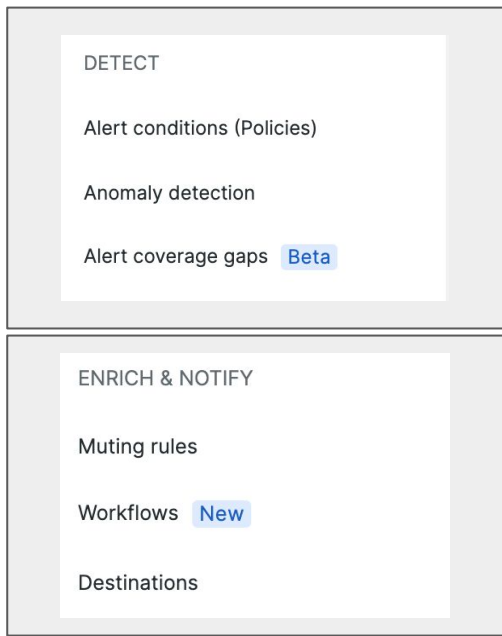 DETECT
Alert conditions (Policies)
Anomaly detection
Alert coverage gaps Beta
ENRICH & NOTIFY
Muting rules
Workflows New
Destinations